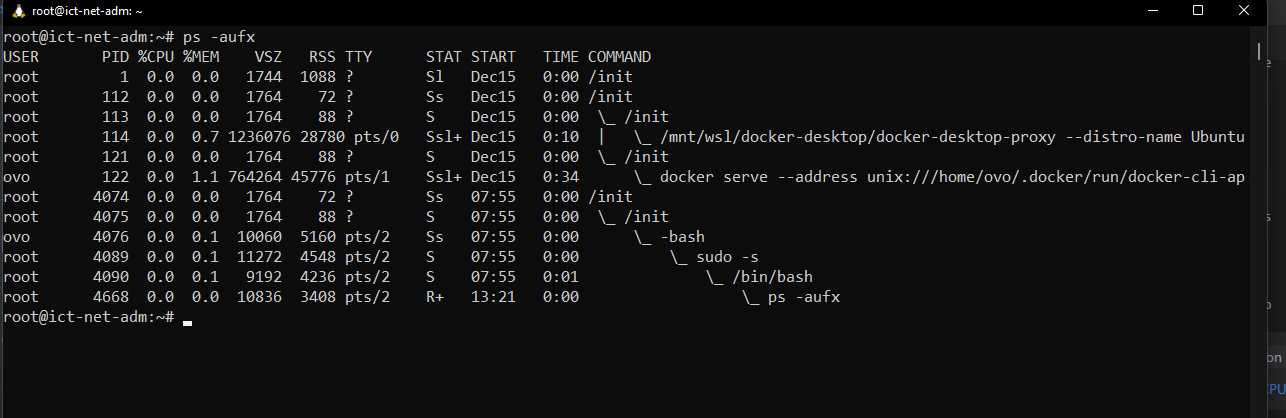 root@ict-net-adm: ~
root@ict-net-adm:~# ps -aufx
USER       PID %CPU %MEM    VSZ   RSS TTY      STAT START   TIME COMMAND
root         1  0.0  0.0   1744  1088 ?        Sl   Dec15   0:00 /init
root       112  0.0  0.0   1764    72 ?        Ss   Dec15   0:00 /init
root       113  0.0  0.0   1764    88 ?        S    Dec15   0:00  \_ /init
root       114  0.0  0.7 1236076 28780 pts/0   Ssl+ Dec15   0:10  |   \_ /mnt/wsl/docker-desktop/docker-desktop-proxy --distro-name Ubuntu
root       121  0.0  0.0   1764    88 ?        S    Dec15   0:00  \_ /init
ovo        122  0.0  1.1 764264 45776 pts/1    Ssl+ Dec15   0:34      \_ docker serve --address unix:///home/ovo/.docker/run/docker-cli-ap
root      4074  0.0  0.0   1764    72 ?        Ss   07:55   0:00 /init
root      4075  0.0  0.0   1764    88 ?        S    07:55   0:00  \_ /init
ovo       4076  0.0  0.1  10060  5160 pts/2    Ss   07:55   0:00      \_ -bash
root      4089  0.0  0.1  11272  4548 pts/2    S    07:55   0:00          \_ sudo -s
root      4090  0.0  0.1   9192  4236 pts/2    S    07:55   0:01              \_ /bin/bash
root      4668  0.0  0.0  10836  3408 pts/2    R+   13:21   0:00                  \_ ps -aufx
root@ict-net-adm:~#